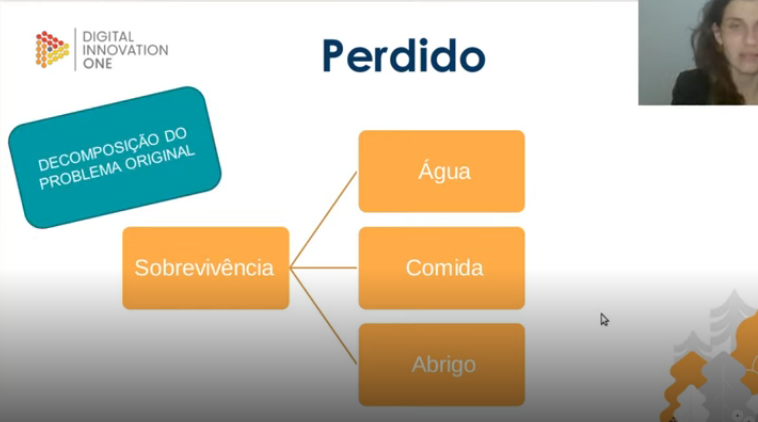 DIGITAL
INNOVATION
ONE
Perdido
DECOMPOSIÇÃO DO
PROBLEMA ORIGINAL
Água
Sobrevivência
Comida
Abrigo